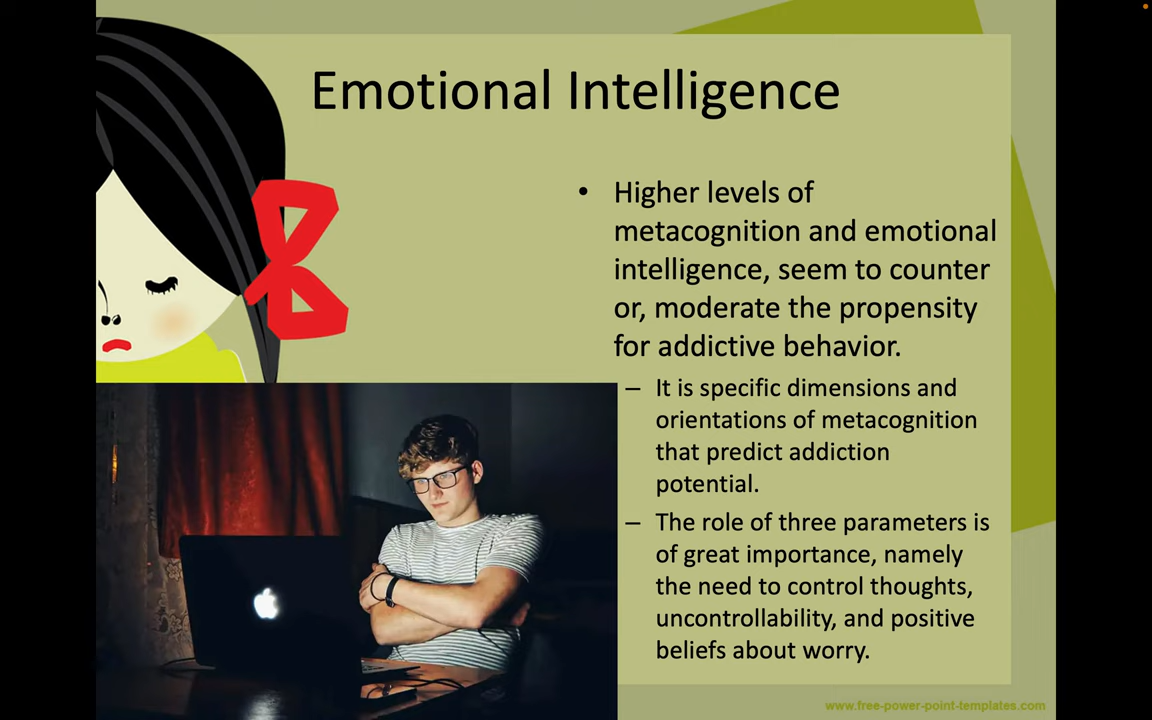 Emotional Intelligence
• Higher levels of
metacognition and emotional
intelligence, seem to counter
or, moderate the propensity
for addictive behavior.
– It is specific dimensions and
orientations of metacognition
that predict addiction
potential.
– The role of three parameters is
of great importance, namely
the need to control thoughts,
uncontrollability, and positive
beliefs about worry.
www.free-power-point-templates.com